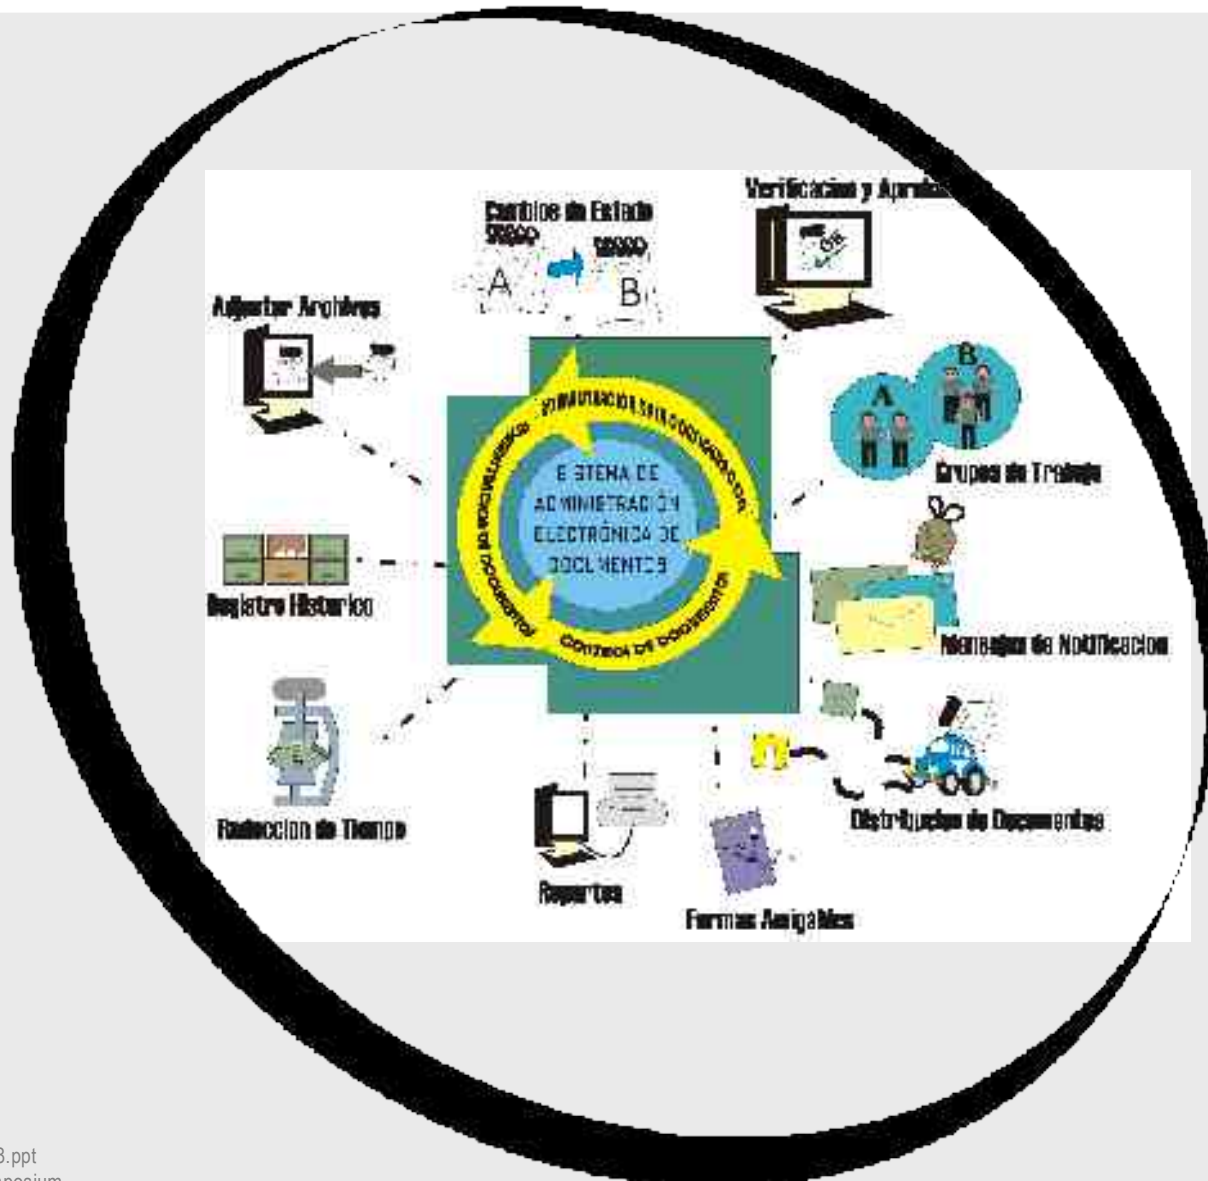 Cambios de Estado
Verificacion y
A
B
Adjuntar Archivos
A
B
Grupos de Trabajo
SISTEMA DE
ADMINISTRACIÓN
ELECTRÓNICA DE
DOCUMENTOS
CONTROL DE DOCUMENTOS
Registro Historico
Mensajes de Notificacion
Reduccion de Tiempo
Distribucion de Documentos
Reportes
Formas Amigables
.ppt